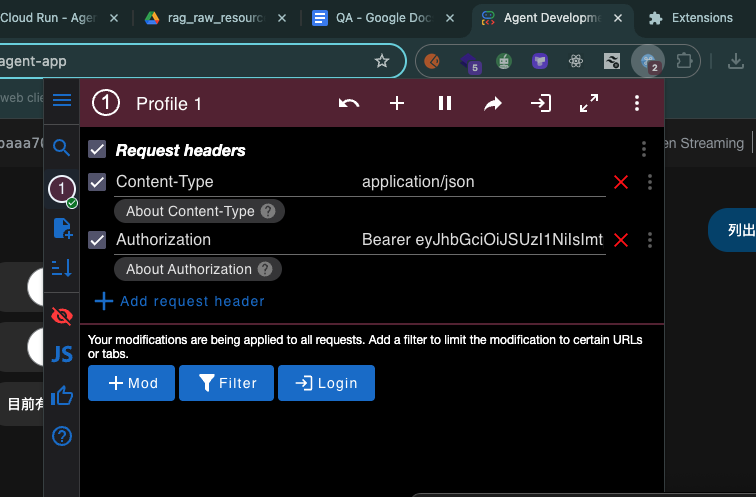 Cloud Run - Agen
rag_raw_resourc
QA - Google Doc
Agent Developme
Extensions
agent-app
5
2
web clie
1
Profile 1
baaa70
en Streaming
Request headers
Content-Type
application/json
About Content-Type ?
1
Authorization
Bearer eyJhbGciOiJSUzI1NiIsImt
列出
About Authorization ?
Add request header
Your modifications are being applied to all requests. Add a filter to limit the modification to certain URLs
or tabs.
JS
Mod
Filter
Login
目前有
?